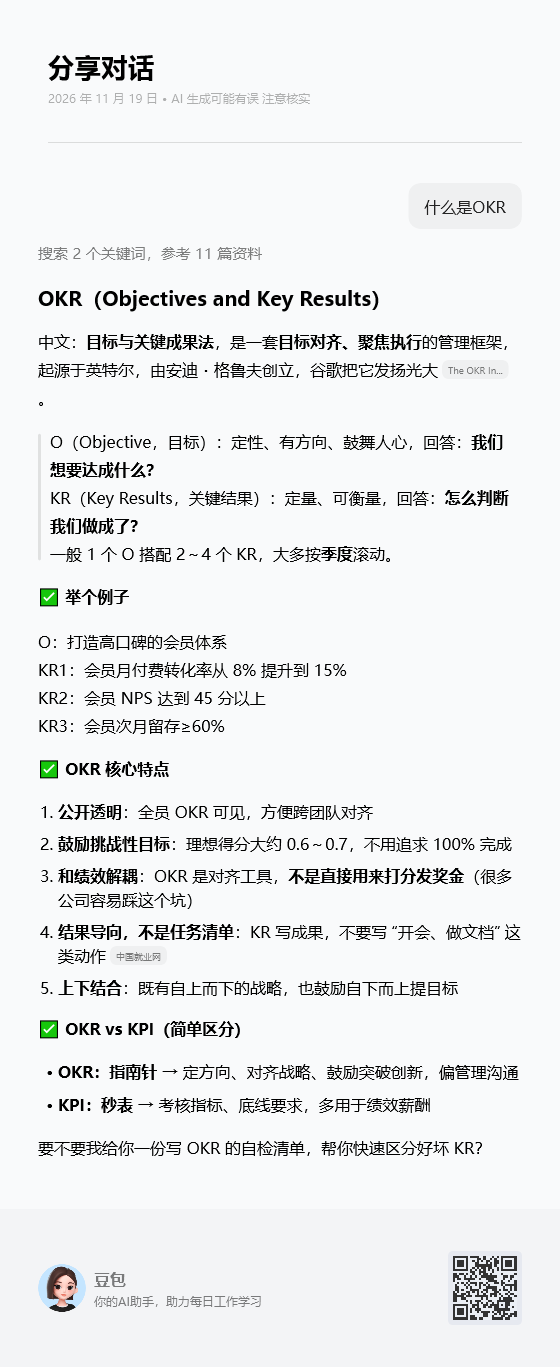 分享对话
2026 年 11 月 19 日 • AI 生成可能有误 注意核实
什么是OKR
搜索 2 个关键词，参考 11 篇资料
OKR（Objectives and Key Results）
中文：目标与关键成果法，是一套目标对齐、聚焦执行的管理框架，
起源于英特尔，由安迪・格鲁夫创立，谷歌把它发扬光大 The OKR In...
。
O（Objective，目标）：定性、有方向、鼓舞人心，回答：我们
想要达成什么？
KR（Key Results，关键结果）：定量、可衡量，回答：怎么判断
我们做成了？
一般 1 个 O 搭配 2～4 个 KR，大多按季度滚动。
✅ 举个例子
O：打造高口碑的会员体系
KR1：会员月付费转化率从 8% 提升到 15%
KR2：会员 NPS 达到 45 分以上
KR3：会员次月留存≥60%
✅ OKR 核心特点
1. 公开透明：全员 OKR 可见，方便跨团队对齐
2. 鼓励挑战性目标：理想得分大约 0.6～0.7，不用追求 100% 完成
3. 和绩效解耦：OKR 是对齐工具，不是直接用来打分发奖金（很多
公司容易踩这个坑）
4. 结果导向，不是任务清单：KR 写成果，不要写 “开会、做文档” 这
类动作 中国就业网
5. 上下结合：既有自上而下的战略，也鼓励自下而上提目标
✅ OKR vs KPI（简单区分）
• OKR：指南针 → 定方向、对齐战略、鼓励突破创新，偏管理沟通
• KPI：秒表 → 考核指标、底线要求，多用于绩效薪酬
要不要我给你一份写 OKR 的自检清单，帮你快速区分好坏 KR？
豆包
你的AI助手，助力每日工作学习